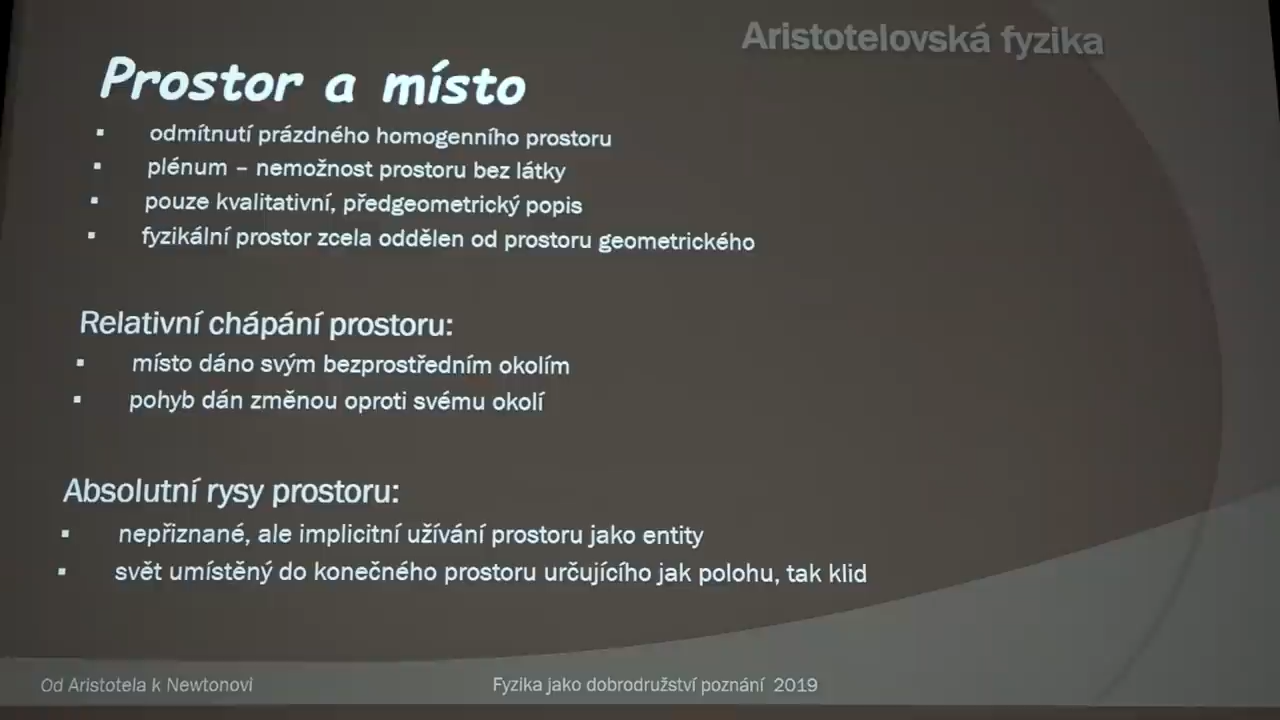 Aristotelovská fyzika
Prostor a místo
▪ odmítnutí prázdného homogenního prostoru
▪ plénum – nemožnost prostoru bez látky
▪ pouze kvalitativní, předgeometrický popis
▪ fyzikální prostor zcela oddělen od prostoru geometrického
Relativní chápání prostoru:
▪ místo dáno svým bezprostředním okolím
▪ pohyb dán změnou oproti svému okolí
Absolutní rysy prostoru:
▪ nepřiznané, ale implicitní užívání prostoru jako entity
▪ svět umístěný do konečného prostoru určujícího jak polohu, tak klid
Od Aristotela k Newtonovi
Fyzika jako dobrodružství poznání 2019